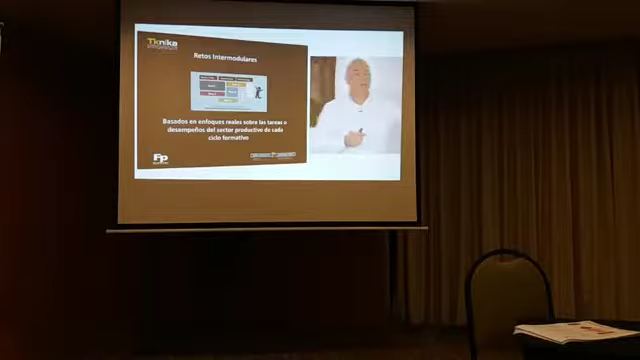 Tknika
Retos Intermodulares
Basados en enfoques reales sobre las tareas o
desempeños del sector productivo de cada
ciclo formativo
Fp